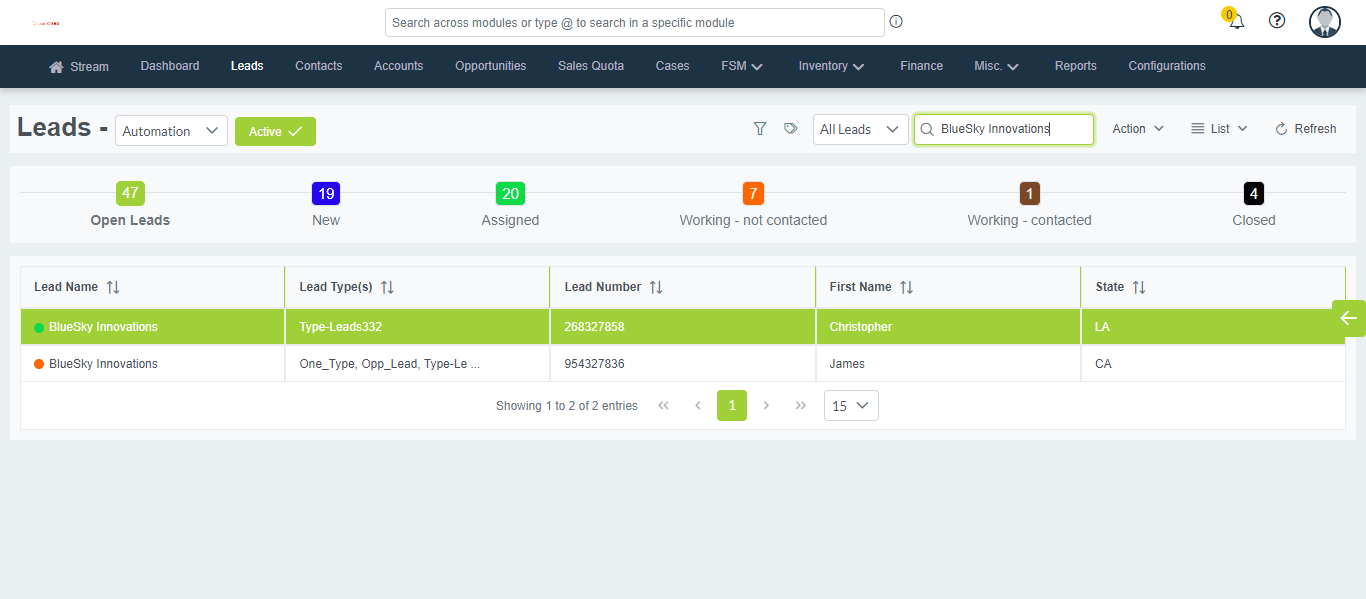 Search across modules or type @ to search in a specific module
0
Stream Dashboard Leads Contacts Accounts Opportunities Sales Quota Cases FSM Inventory Finance Misc. Reports Configurations
Leads - Automation Active All Leads BlueSky Innovations Action List Refresh
47 19 20 7 1 4
Open Leads New Assigned Working - not contacted Working - contacted Closed
Lead Name Lead Type(s) Lead Number First Name State
BlueSky Innovations Type-Leads332 268327858 Christopher LA
BlueSky Innovations One_Type, Opp_Lead, Type-Le ... 954327836 James CA
Showing 1 to 2 of 2 entries 1 15